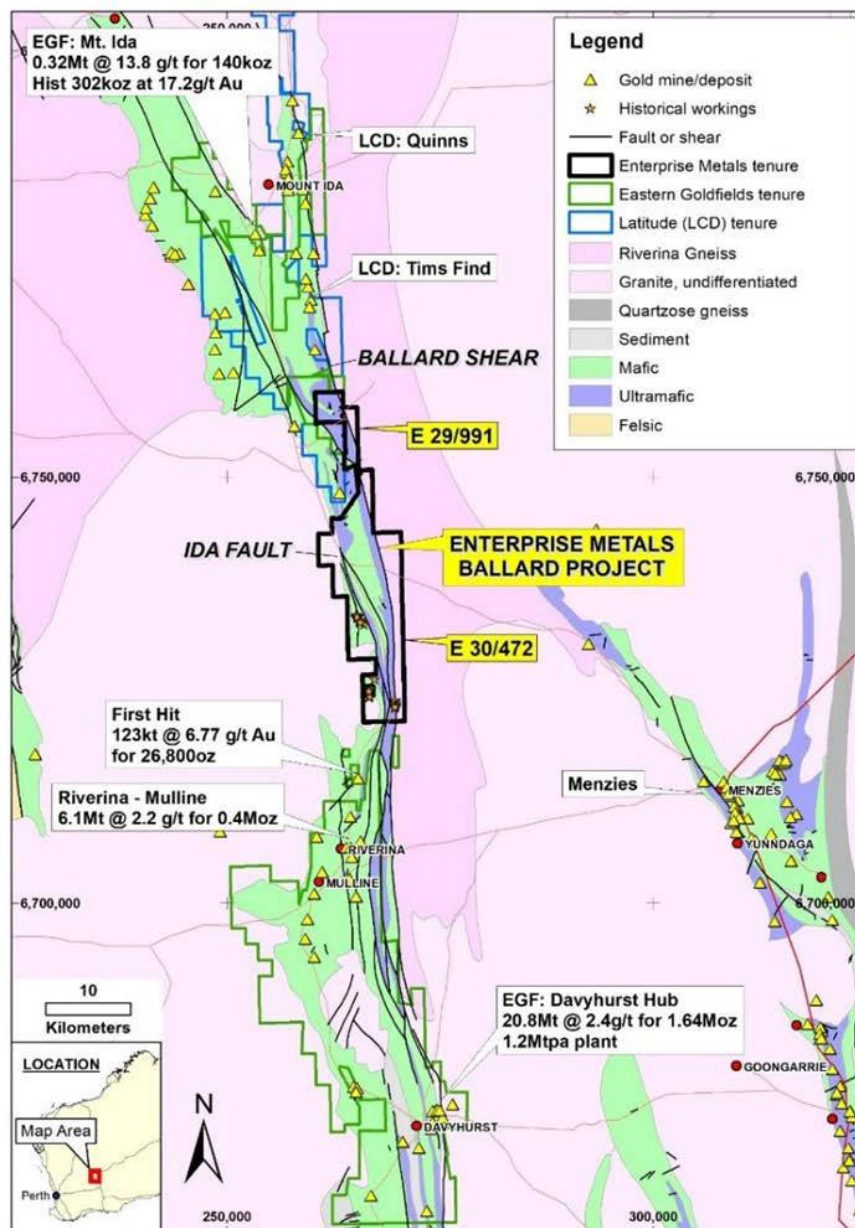 250,000
EGF: Mt. Ida
0.32Mt @ 13.8 g/t for 140koz
Hist 302koz at 17.2g/t Au
LCD: Quinns
MOUNT IDA
LCD: Tims Find
BALLARD SHEAR
E 29/991
6,750,000
6,750,000
IDA FAULT
ENTERPRISE METALS
BALLARD PROJECT
E 30/472
First Hit
123kt @ 6.77 g/t Au
for 26,800oz
Riverina - Mulline
6.1Mt @ 2.2 g/t for 0.4Moz
RIVERINA
MULLINE
Menzies
MENZIES
YUNNDAGA
6,700,000
6,700,000
EGF: Davyhurst Hub
20.8Mt @ 2.4g/t for 1.64Moz
1.2Mtpa plant
GOONGARRIE
DAVYHURST
250,000
300,000
Legend
Gold mine/deposit
Historical workings
Fault or shear
Enterprise Metals tenure
Eastern Goldfields tenure
Latitude (LCD) tenure
Riverina Gneiss
Granite, undifferentiated
Quartzose gneiss
Sediment
Mafic
Ultramafic
Felsic
10
Kilometers
LOCATION
Map Area
Perth
N